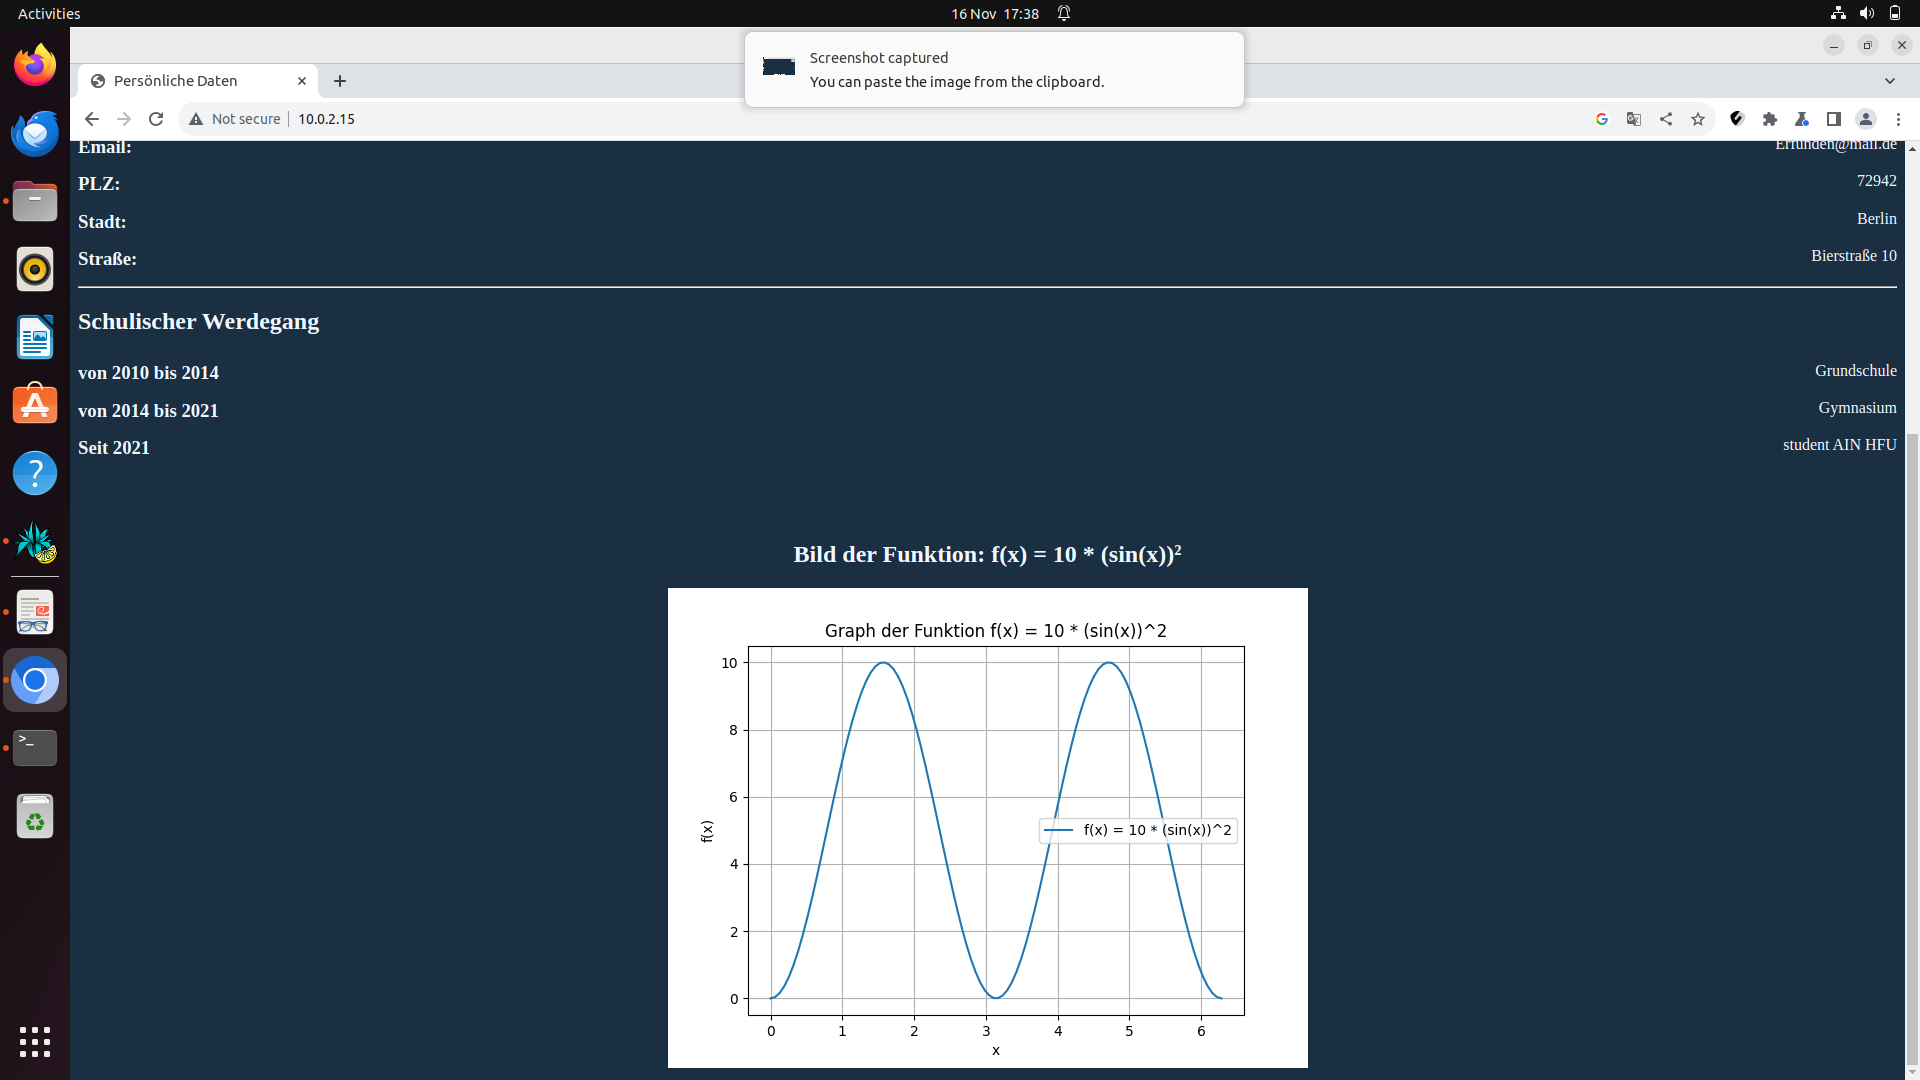 Activities
16 Nov 17:38
Screenshot captured
You can paste the image from the clipboard.
Persönliche Daten
Not secure
10.0.2.15
Email:
Erfunden@mail.de
PLZ:
72942
Stadt:
Berlin
Straße:
Bierstraße 10
Schulischer Werdegang
von 2010 bis 2014
Grundschule
von 2014 bis 2021
Gymnasium
Seit 2021
student AIN HFU
Bild der Funktion: f(x) = 10 * (sin(x))²
Graph der Funktion f(x) = 10 * (sin(x))^2
10
8
6
4
2
0
f(x)
f(x) = 10 * (sin(x))^2
0 1 2 3 4 5 6
x